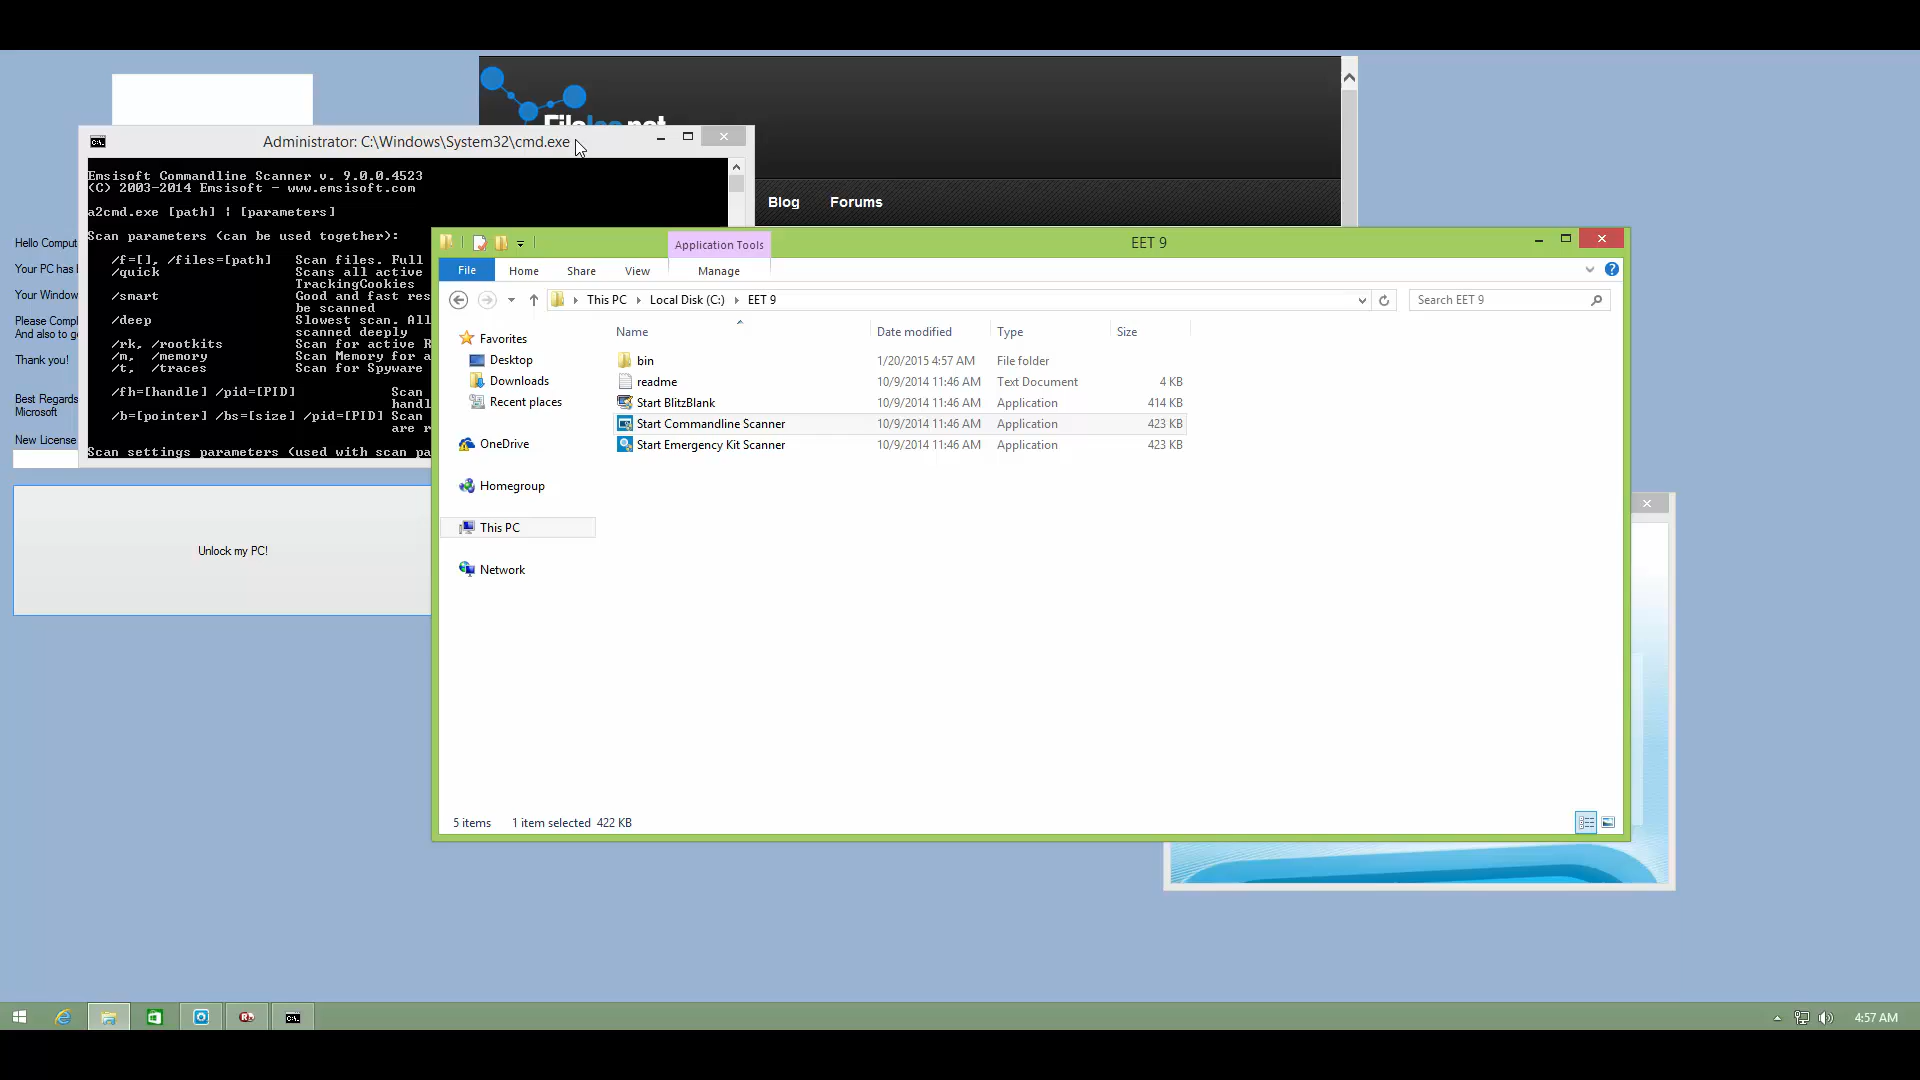 Administrator: C:\Windows\System32\cmd.exe
Emsisoft Commandline Scanner v. 9.0.0.4523
(C) 2003-2014 Emsisoft - www.emsisoft.com
a2cmd.exe [path] | [parameters]
Scan parameters (can be used together):
/f=[], /files=[path] Scan files. Full
/quick Scans all active
TrackingCookies
/smart Good and fast res
be scanned
/deep Slowest scan. All
scanned deeply
/rk, /rootkits Scan for active R
/m, /memory Scan Memory for a
/t, /traces Scan for Spyware
/fh=[handle] /pid=[PID] Scan
handl
/b=[pointer] /bs=[size] /pid=[PID] Scan
are r
Scan settings parameters (used with scan pa
Blog Forums
Hello Comput
Your PC has
Your Window
Please Compl
And also to g
Thank you!
Best Regards
Microsoft
New License
Unlock my PC!
Application Tools
EET 9
File Home Share View Manage
This PC Local Disk (C:) EET 9
Search EET 9
Favorites
Desktop
Downloads
Recent places
OneDrive
Homegroup
This PC
Network
Name Date modified Type Size
bin 1/20/2015 4:57 AM File folder
readme 10/9/2014 11:46 AM Text Document 4 KB
Start BlitzBlank 10/9/2014 11:46 AM Application 414 KB
Start Commandline Scanner 10/9/2014 11:46 AM Application 423 KB
Start Emergency Kit Scanner 10/9/2014 11:46 AM Application 423 KB
5 items 1 item selected 422 KB
4:57 AM